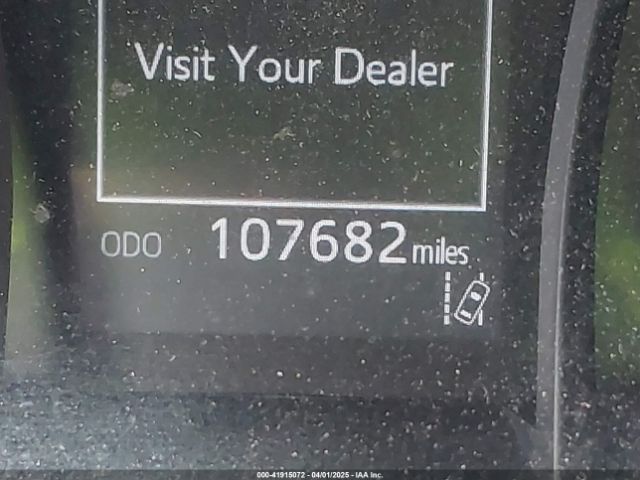 Visit Your Dealer
ODO 107682 miles
000-41915072 - 04/01/2025 - IAA Inc.